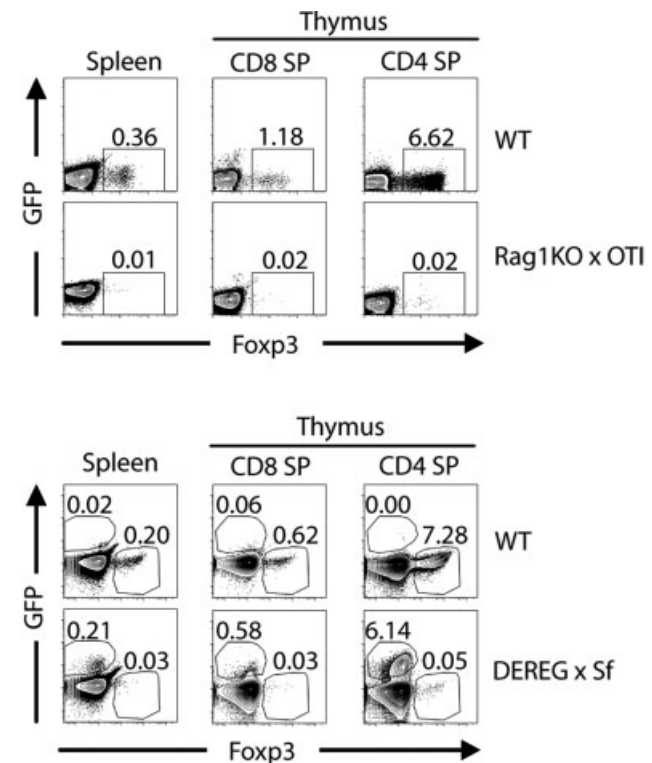 Thymus
Spleen CD8 SP CD4 SP
0.36 1.18 6.62 WT
0.01 0.02 0.02 Rag1KO x OTI
GFP
Foxp3
Thymus
Spleen CD8 SP CD4 SP
0.02 0.06 0.00
0.20 0.62 7.28 WT
0.21 0.58 6.14
0.03 0.03 0.05 DEREG x Sf
GFP
Foxp3